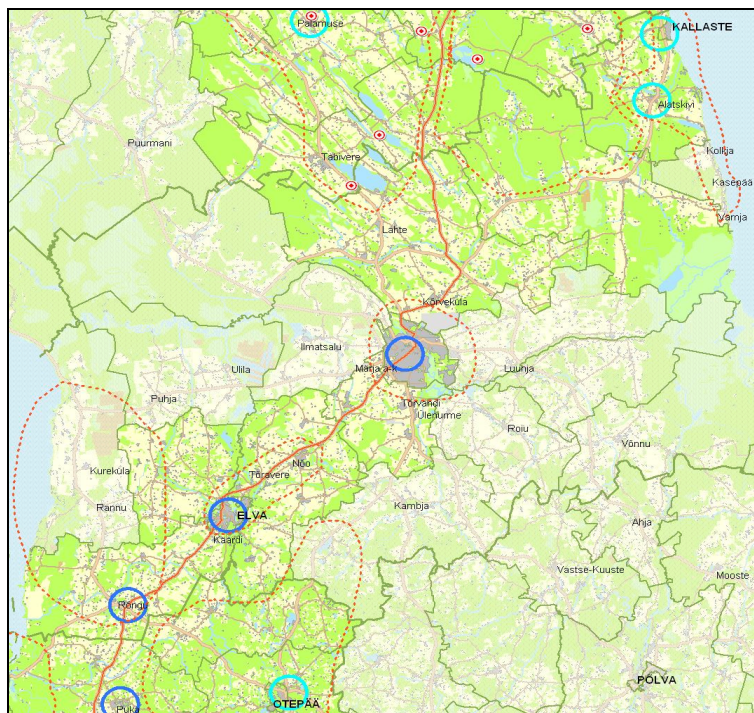 Palamuse
KALLASTE
Alatskivi
Puurmani
Tabivere
Kolkja
Kasepää
Varnja
Lähte
Kõrveküla
Ilmatsalu
Ulila
Luunja
Puhja
Tõrvandi
Ülenurme
Roiu
Võnnu
Nõo
Kureküla
Tõravere
Rannu
Kambja
ELVA
Ahja
Kaardi
Vastse-Kuuste
Mooste
Rõngu
PÕLVA
OTEPÄÄ
Puka